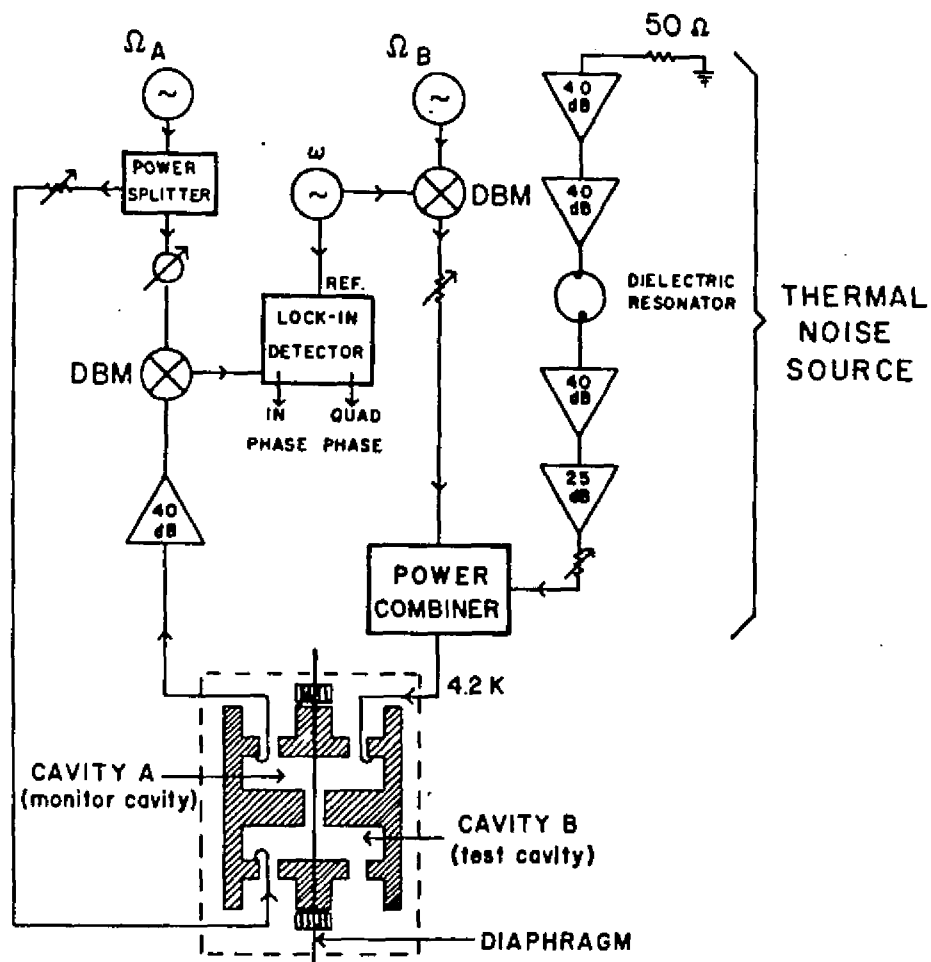 50 Ω
Ω A
Ω B
~
~
40 dB
POWER SPLITTER
ω
~
DBM
40 dB
REF.
DIELECTRIC RESONATOR
THERMAL NOISE SOURCE
LOCK-IN DETECTOR
DBM
IN PHASE
QUAD PHASE
40 dB
25 dB
40 dB
POWER COMBINER
4.2 K
CAVITY A
(monitor cavity)
CAVITY B
(test cavity)
DIAPHRAGM